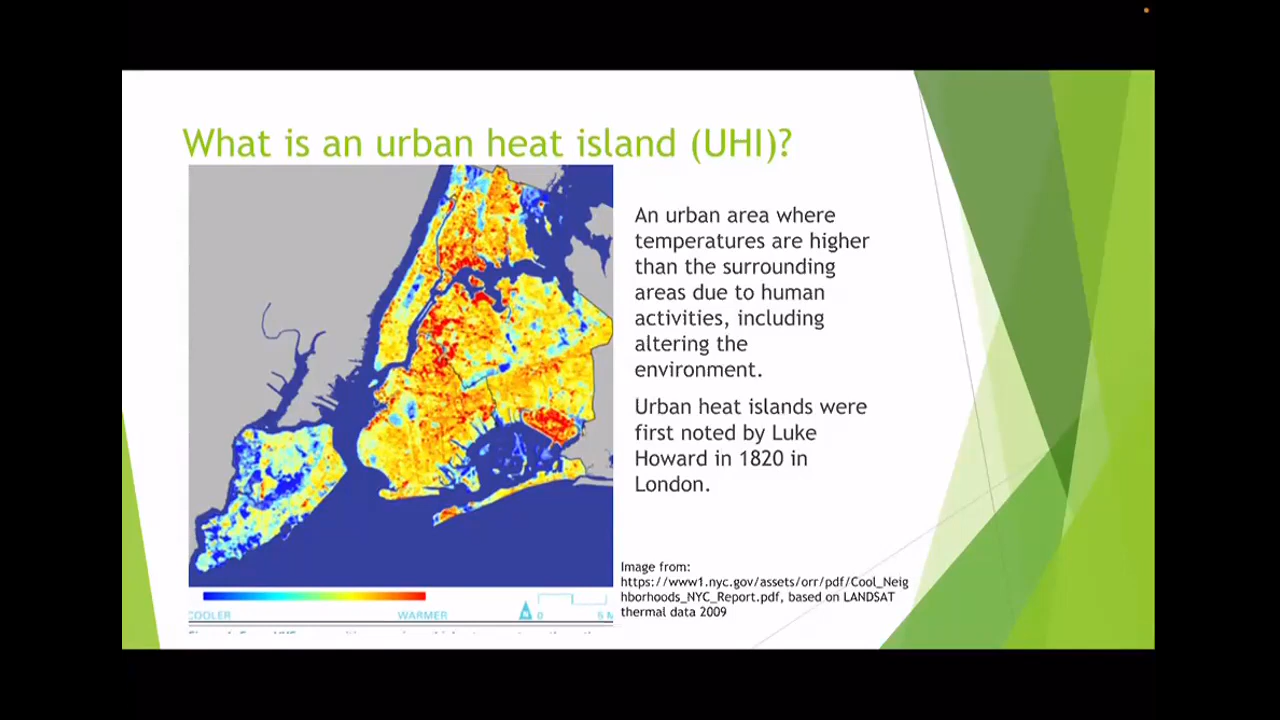 What is an urban heat island (UHI)?
An urban area where
temperatures are higher
than the surrounding
areas due to human
activities, including
altering the
environment.
Urban heat islands were
first noted by Luke
Howard in 1820 in
London.
Image from:
https://www1.nyc.gov/assets/orr/pdf/Cool_Neig
hborhoods_NYC_Report.pdf, based on LANDSAT
thermal data 2009
COOLER WARMER N 0